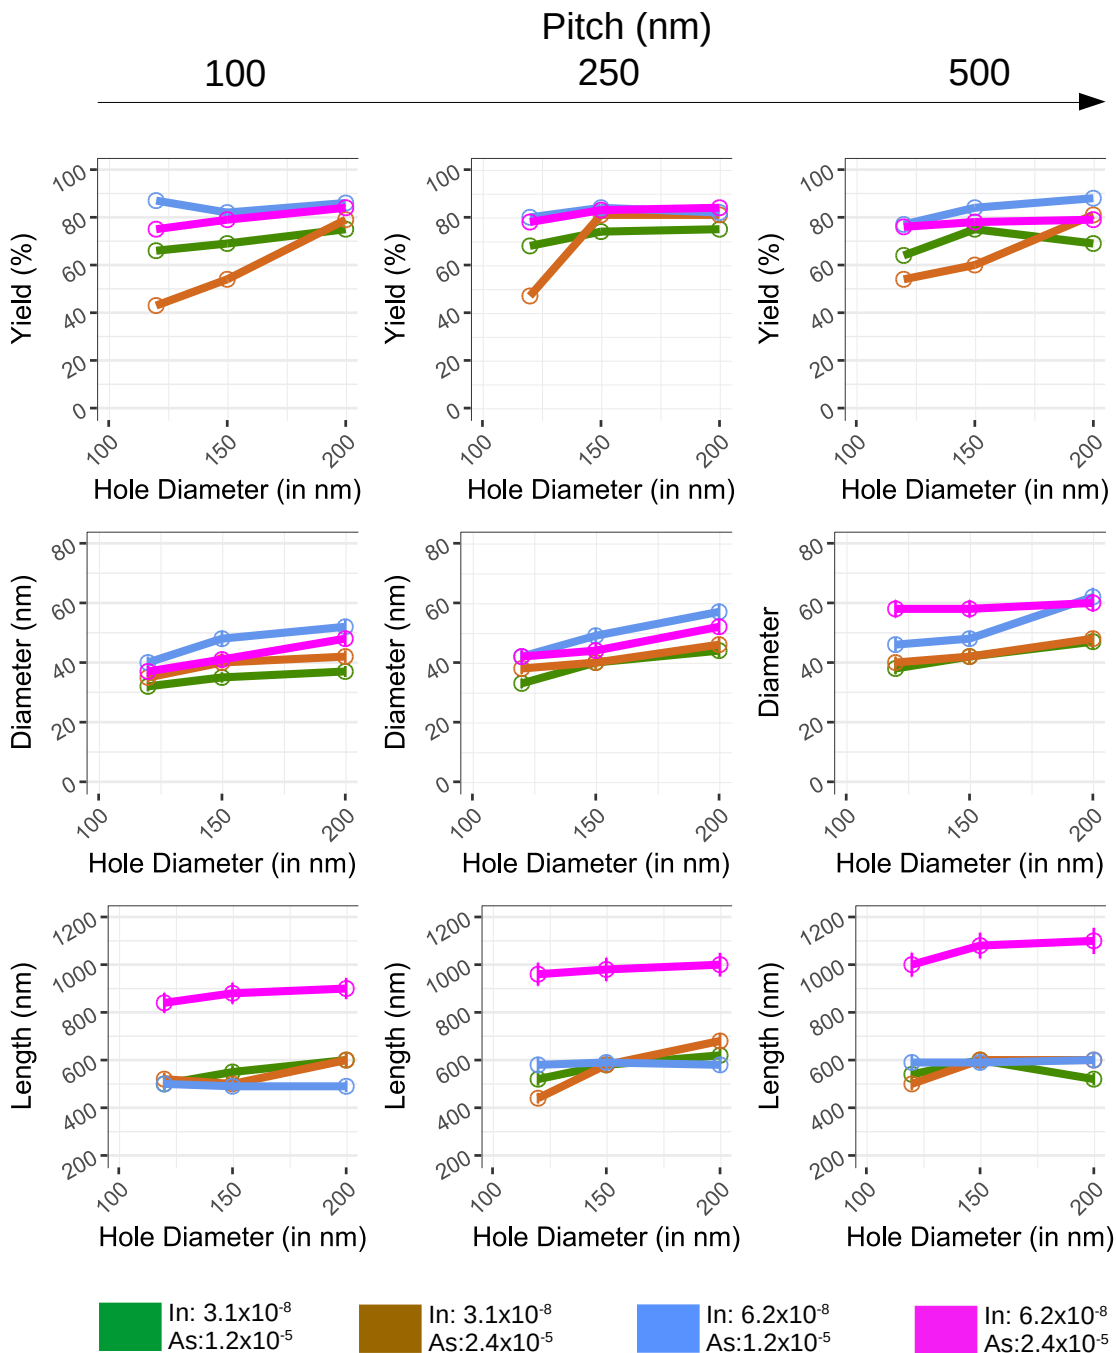 Pitch (nm)
100 250 500
100 80 60 40 20 0 Yield (%)
100 150 200
Hole Diameter (in nm)
100 80 60 40 20 0 Yield (%)
100 150 200
Hole Diameter (in nm)
100 80 60 40 20 0 Yield (%)
100 150 200
Hole Diameter (in nm)
80 60 40 20 0 Diameter (nm)
100 150 200
Hole Diameter (in nm)
80 60 40 20 0 Diameter (nm)
100 150 200
Hole Diameter (in nm)
80 60 40 20 0 Diameter
100 150 200
Hole Diameter (in nm)
1200 1000 800 600 400 200 Length (nm)
100 150 200
Hole Diameter (in nm)
1200 1000 800 600 400 200 Length (nm)
100 150 200
Hole Diameter (in nm)
1200 1000 800 600 400 200 Length (nm)
100 150 200
Hole Diameter (in nm)
In: 3.1x10⁻⁸
As:1.2x10⁻⁵
In: 3.1x10⁻⁸
As:2.4x10⁻⁵
In: 6.2x10⁻⁸
As:1.2x10⁻⁵
In: 6.2x10⁻⁸
As:2.4x10⁻⁵